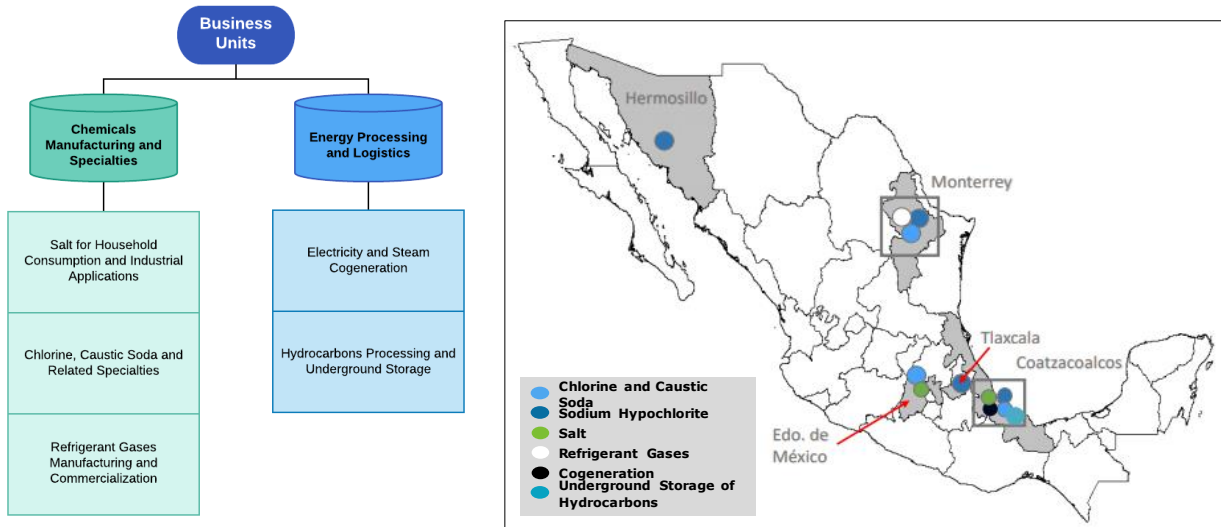 Business
Units
Chemicals
Manufacturing and
Specialties
Energy Processing
and Logistics
Salt for Household
Consumption and Industrial
Applications
Chlorine, Caustic Soda and
Related Specialties
Refrigerant Gases
Manufacturing and
Commercialization
Electricity and Steam
Cogeneration
Hydrocarbons Processing and
Underground Storage
Hermosillo
Monterrey
Tlaxcala
Coatzacoalcos
Edo. de
México
Chlorine and Caustic
Soda
Sodium Hypochlorite
Salt
Refrigerant Gases
Cogeneration
Underground Storage of
Hydrocarbons